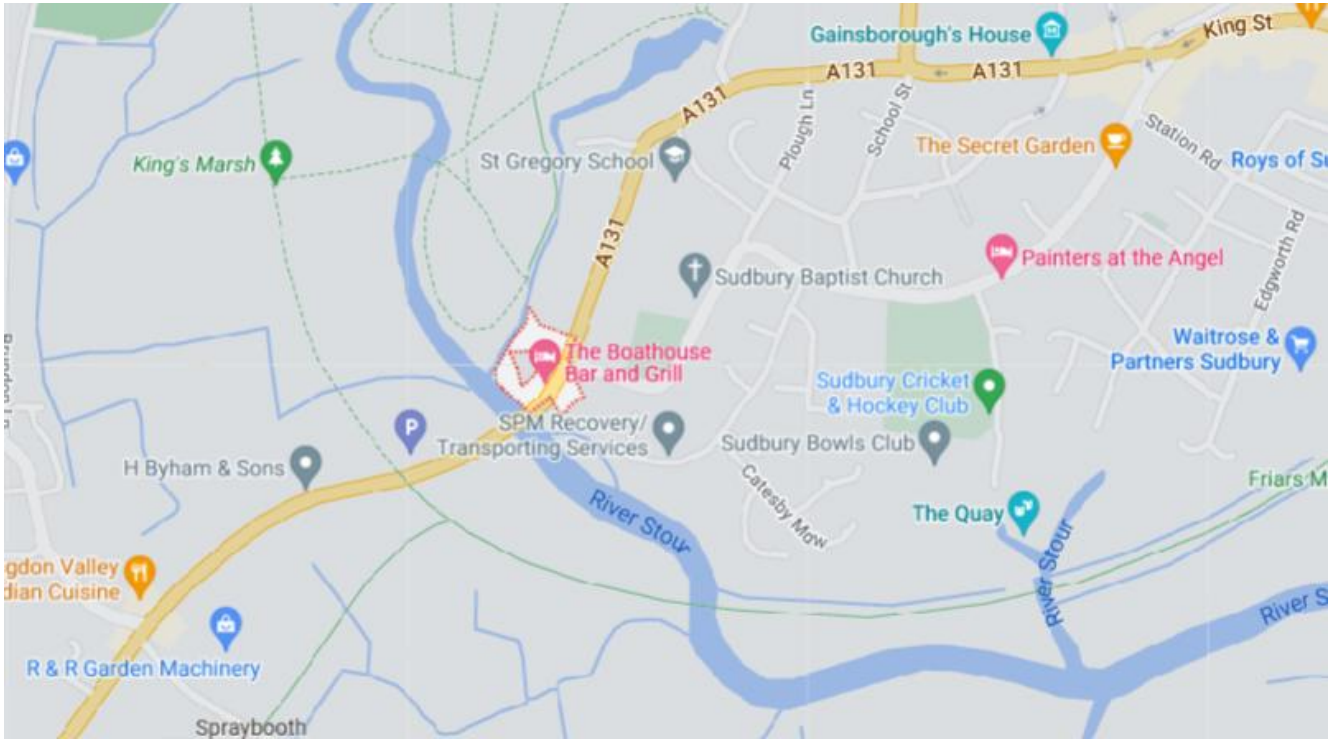 Gainsborough's House
King St
A131
A131
A131
Plough Ln
School St
The Secret Garden
Station Rd
King's Marsh
St Gregory School
Roys of Su
A131
Edgworth Rd
Painters at the Angel
Sudbury Baptist Church
The Boathouse
Bar and Grill
Waitrose &
Partners Sudbury
Sudbury Cricket
& Hockey Club
SPM Recovery/
Transporting Services
Sudbury Bowls Club
P
H Byham & Sons
Catesby Mdw
Friars M
The Quay
River Stour
River Stour
River S
gdon Valley
dian Cuisine
R & R Garden Machinery
Spraybooth